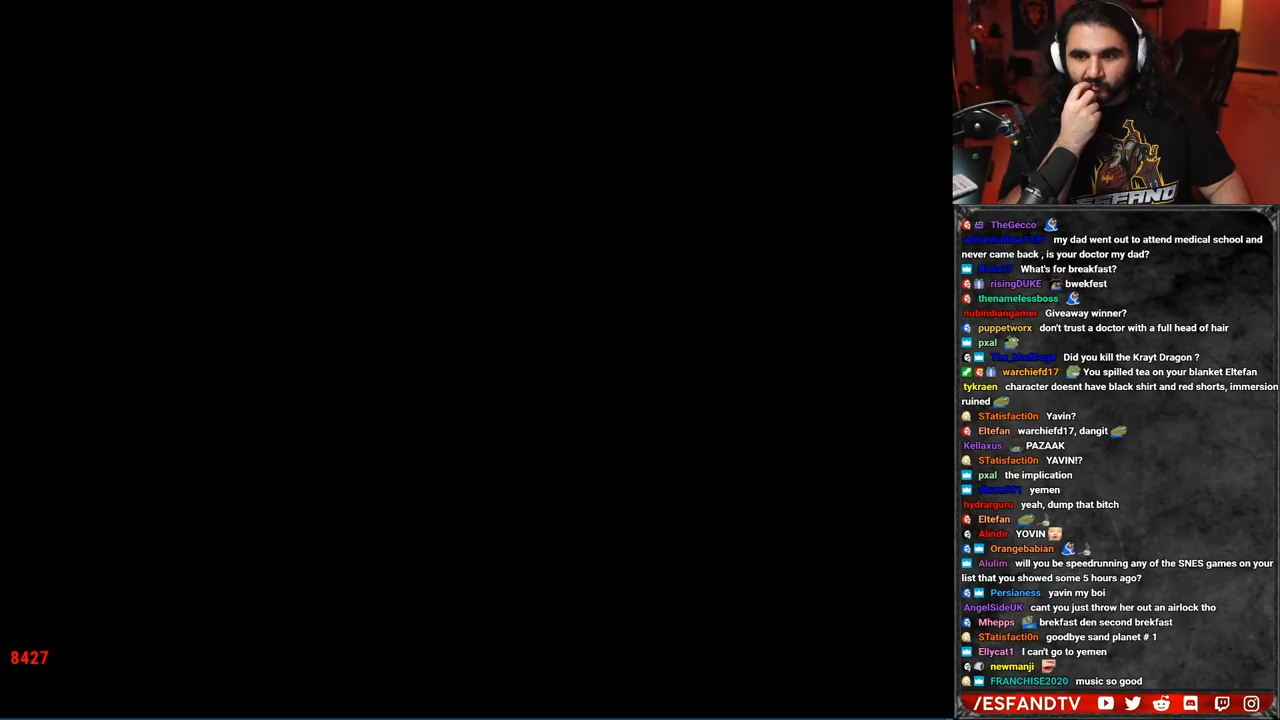 TheGecco
my dad went out to attend medical school and
never came back , is your doctor my dad?
What's for breakfast?
risingDUKE bwekfest
thenamelessboss
nubindiangamer Giveaway winner?
puppetworx don't trust a doctor with a full head of hair
pxal
Did you kill the Krayt Dragon ?
warchiefd17 You spilled tea on your blanket Eltefan
tykraen character doesnt have black shirt and red shorts, immersion
ruined
STatisfacti0n Yavin?
Eltefan warchiefd17, dangit
Kellaxus PAZAAK
STatisfacti0n YAVIN!?
pxal the implication
yemen
hydrarguru yeah, dump that bitch
Eltefan
Alindir YOVIN
Orangebabian
Alulim will you be speedrunning any of the SNES games on your
list that you showed some 5 hours ago?
Persianess yavin my boi
AngelSideUK cant you just throw her out an airlock tho
Mhepps brekfast den second brekfast
STatisfacti0n goodbye sand planet # 1
Ellycat1 I can't go to yemen
newmanji
FRANCHISE2020 music so good
8427
/ESFANDTV